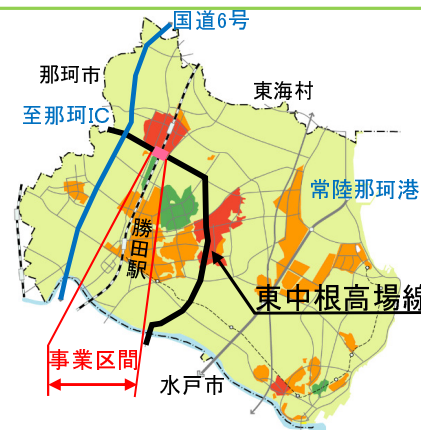 国道6号
那珂市
東海村
至那珂IC
常陸那珂港
勝田駅
東中根高場線
事業区間
水戸市